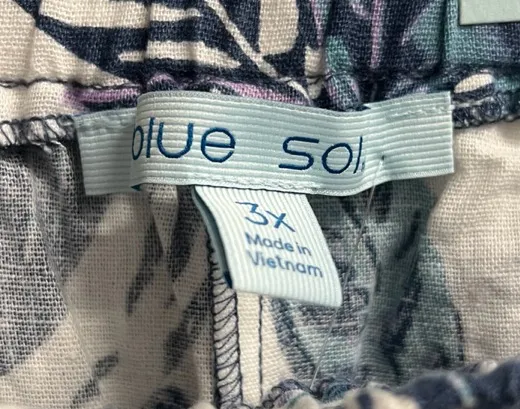 blue sol.
3X
Made in
Vietnam